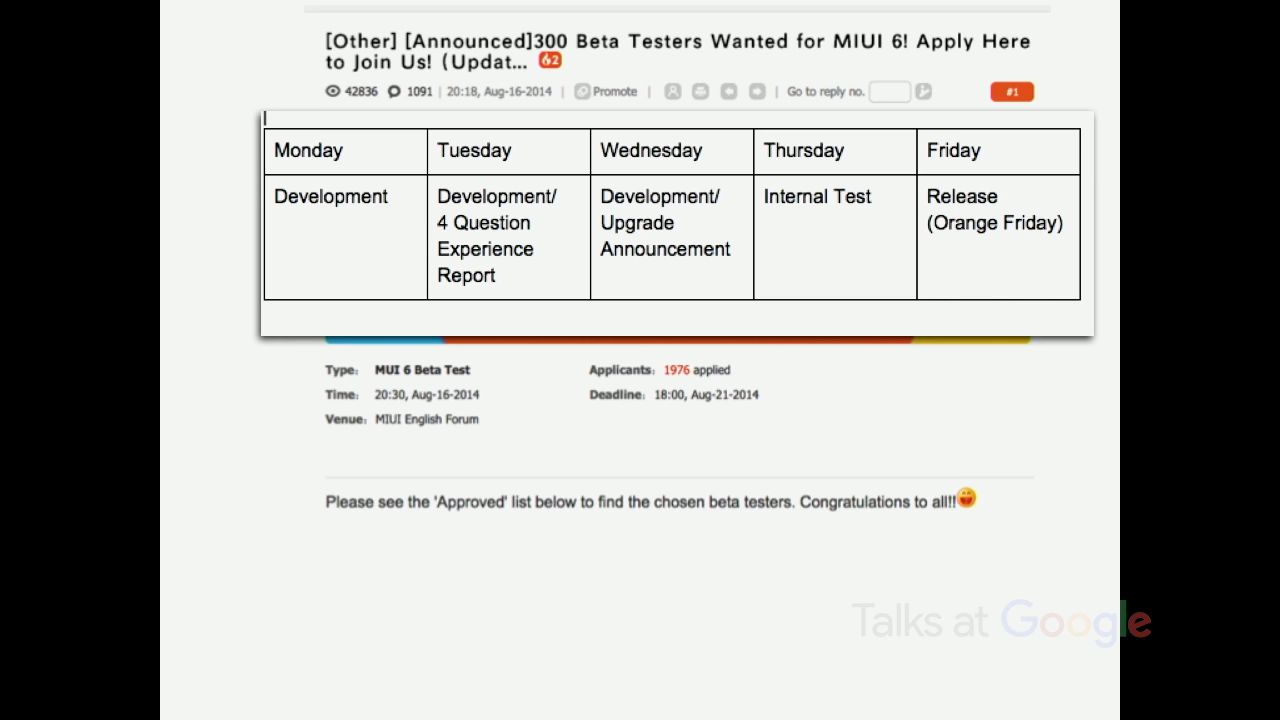 [Other] [Announced]300 Beta Testers Wanted for MIUI 6! Apply Here
to Join Us! (Updat... 2
42836 1091 | 20:18, Aug-16-2014 | Promote | | Go to reply no. #1
Monday Tuesday Wednesday Thursday Friday
Development Development/ Development/ Internal Test Release
4 Question Upgrade (Orange Friday)
Experience Announcement
Report
Type: MUI 6 Beta Test Applicants: 1976 applied
Time: 20:30, Aug-16-2014 Deadline: 18:00, Aug-21-2014
Venue: MIUI English Forum
Please see the 'Approved' list below to find the chosen beta testers. Congratulations to all!!
Talks at Google